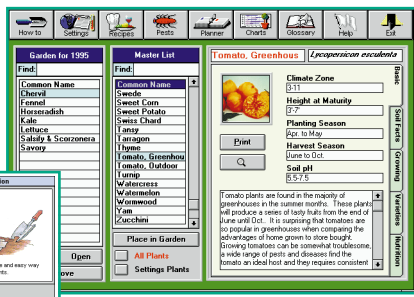 How to Settings Recipes Pests Planner Charts Glossary Help Exit
Garden for 1995
Find:
Common Name
Chervil
Fennel
Horseradish
Kale
Lettuce
Salsify & Scorzonera
Savory
Master List
Find:
Common Name
Swede
Sweet Corn
Sweet Potato
Swiss Chard
Tansy
Tarragon
Thyme
Tomato, Greenhou
Tomato, Outdoor
Turnip
Watercress
Watermelon
Wormwood
Yam
Zucchini
Place in Garden
All Plants
Settings Plants
Open
ove
ion
e and easy way
nts.
Tomato, Greenhous
Lycopersicon esculenta
Print
Climate Zone
3-11
Height at Maturity
3'-7'
Planting Season
Apr. to May
Harvest Season
June to Oct.
Soil pH
5.5-7.5
Tomato plants are found in the majority of
greenhouses in the summer months. These plants
will produce a series of tasty fruits from the end of
June until Oct.. It is surprising that tomatoes are
so popular in greenhouses when comparing the
advantages of home grown to store bought.
Growing tomatoes can be somewhat troublesome,
a wide range of pests and diseases find the
tomato an ideal host and they requires consistent
Basic
Soil Facts
Growing
Varieties
Nutrition